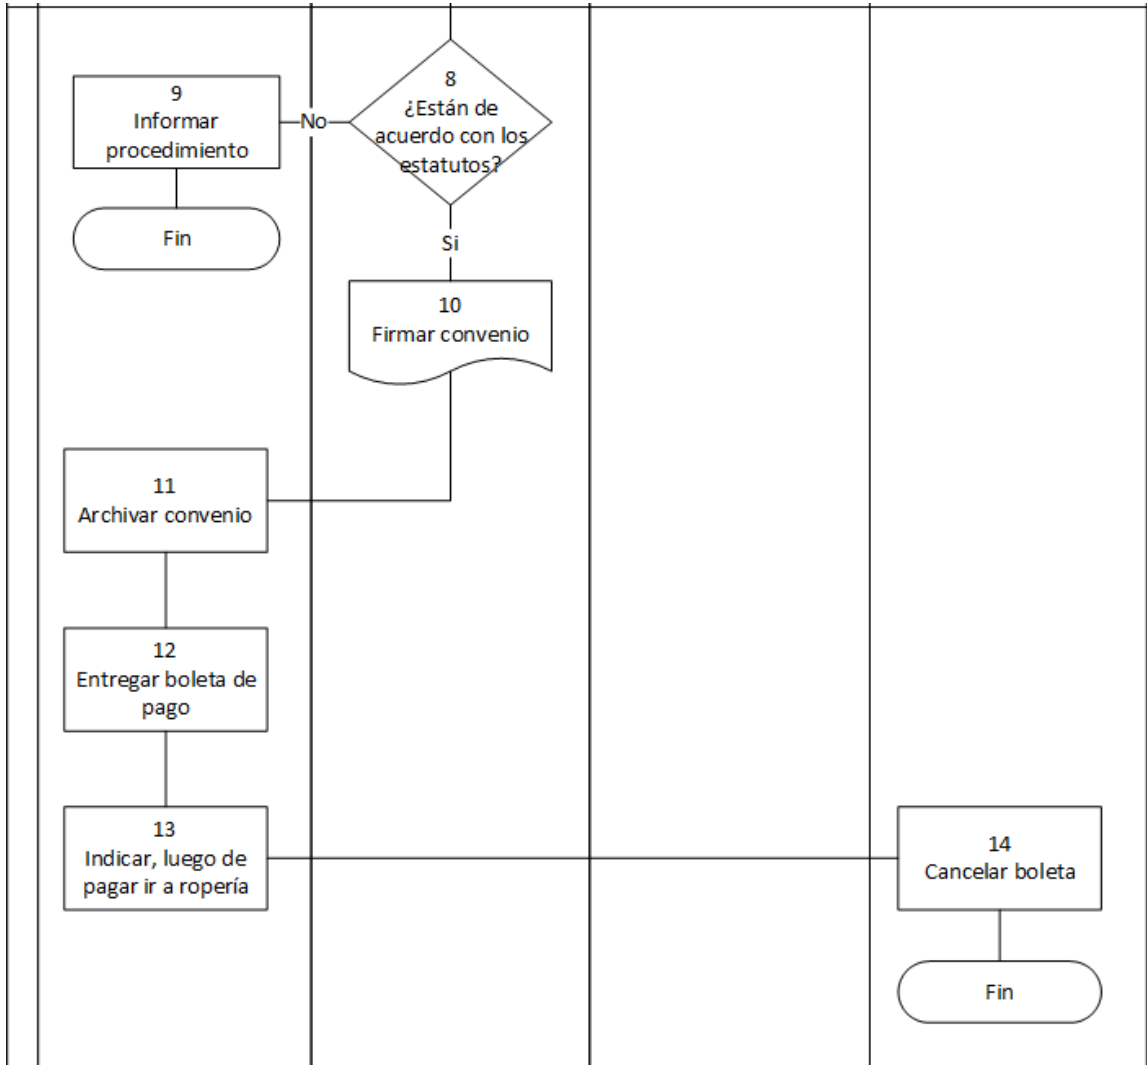 9
Informar
procedimiento
No
8
¿Están de
acuerdo con los
estatutos?
Fin
Si
10
Firmar convenio
11
Archivar convenio
12
Entregar boleta de
pago
13
Indicar, luego de
pagar ir a ropería
14
Cancelar boleta
Fin